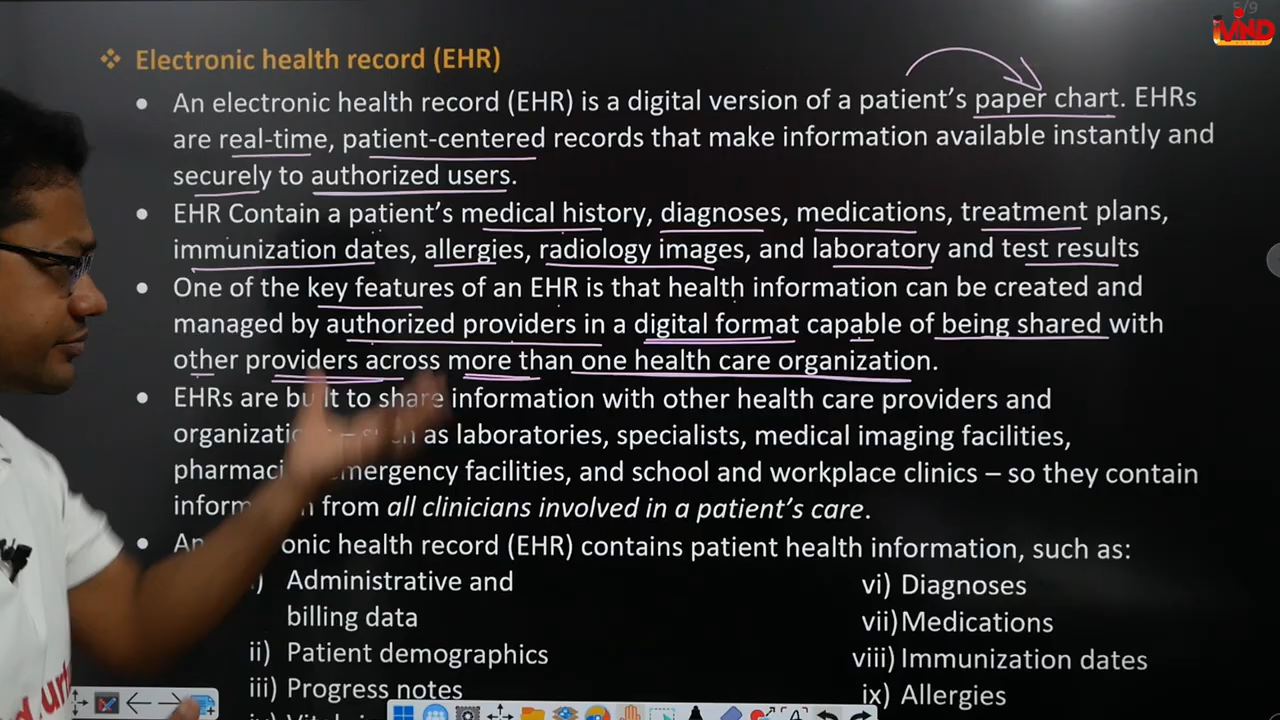 5/9
MIND
❖ Electronic health record (EHR)
• An electronic health record (EHR) is a digital version of a patient's paper chart. EHRs
are real-time, patient-centered records that make information available instantly and
securely to authorized users.
• EHR Contain a patient's medical history, diagnoses, medications, treatment plans,
immunization dates, allergies, radiology images, and laboratory and test results
• One of the key features of an EHR is that health information can be created and
managed by authorized providers in a digital format capable of being shared with
other providers across more than one health care organization.
• EHRs are built to share information with other health care providers and
as laboratories, specialists, medical imaging facilities,
emergency facilities, and school and workplace clinics – so they contain
from all clinicians involved in a patient's care.
• health record (EHR) contains patient health information, such as:
Administrative and
billing data
ii) Patient demographics
iii) Progress notes
vi) Diagnoses
vii) Medications
viii) Immunization dates
ix) Allergies